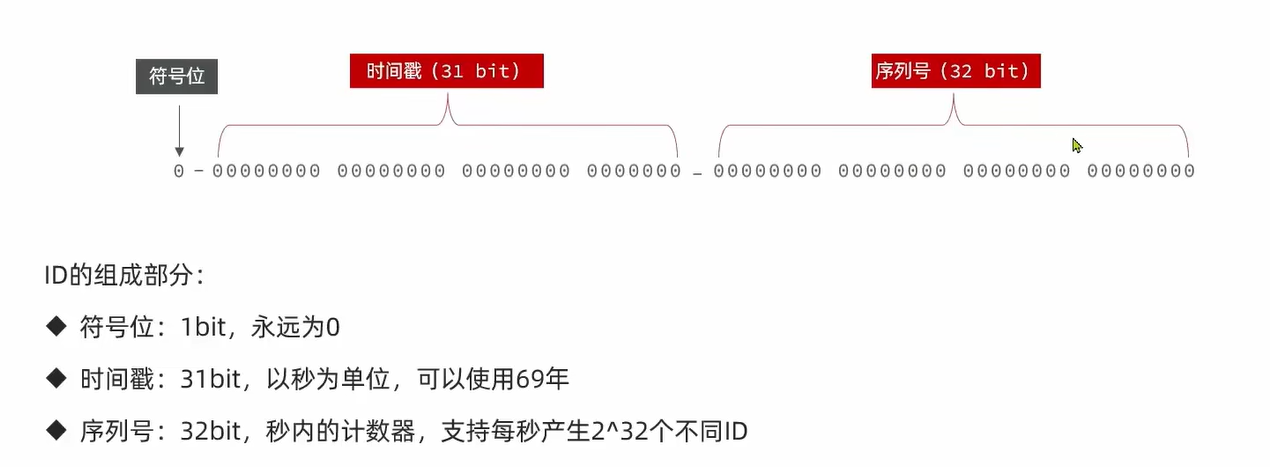 符号位
时间戳（31 bit）
序列号（32 bit）
0-00000000 00000000 00000000 0000000 - 00000000 00000000 00000000 00000000
ID的组成部分：
◆ 符号位：1bit，永远为0
◆ 时间戳：31bit，以秒为单位，可以使用69年
◆ 序列号：32bit，秒内的计数器，支持每秒产生2^32个不同ID